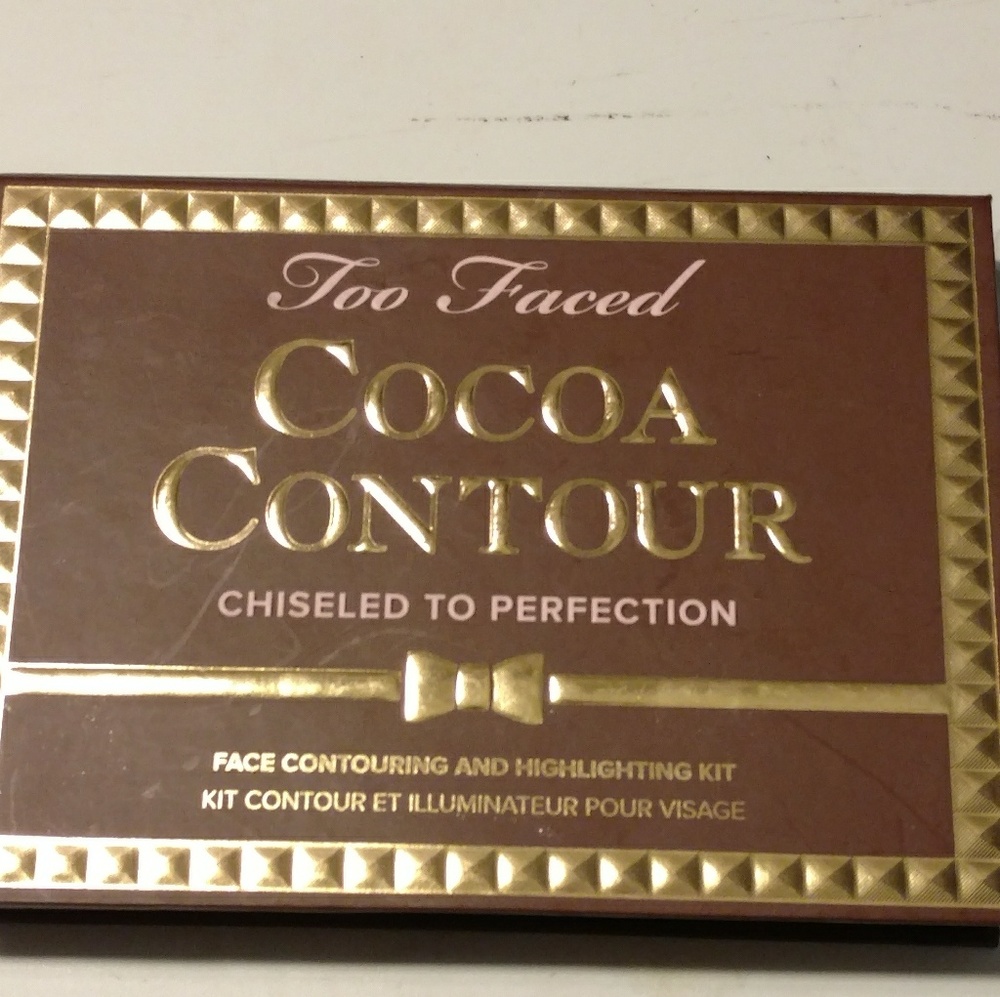 Too Faced
COCOA
CONTOUR
CHISELED TO PERFECTION
FACE CONTOURING AND HIGHLIGHTING KIT
KIT CONTOUR ET ILLUMINATEUR POUR VISAGE